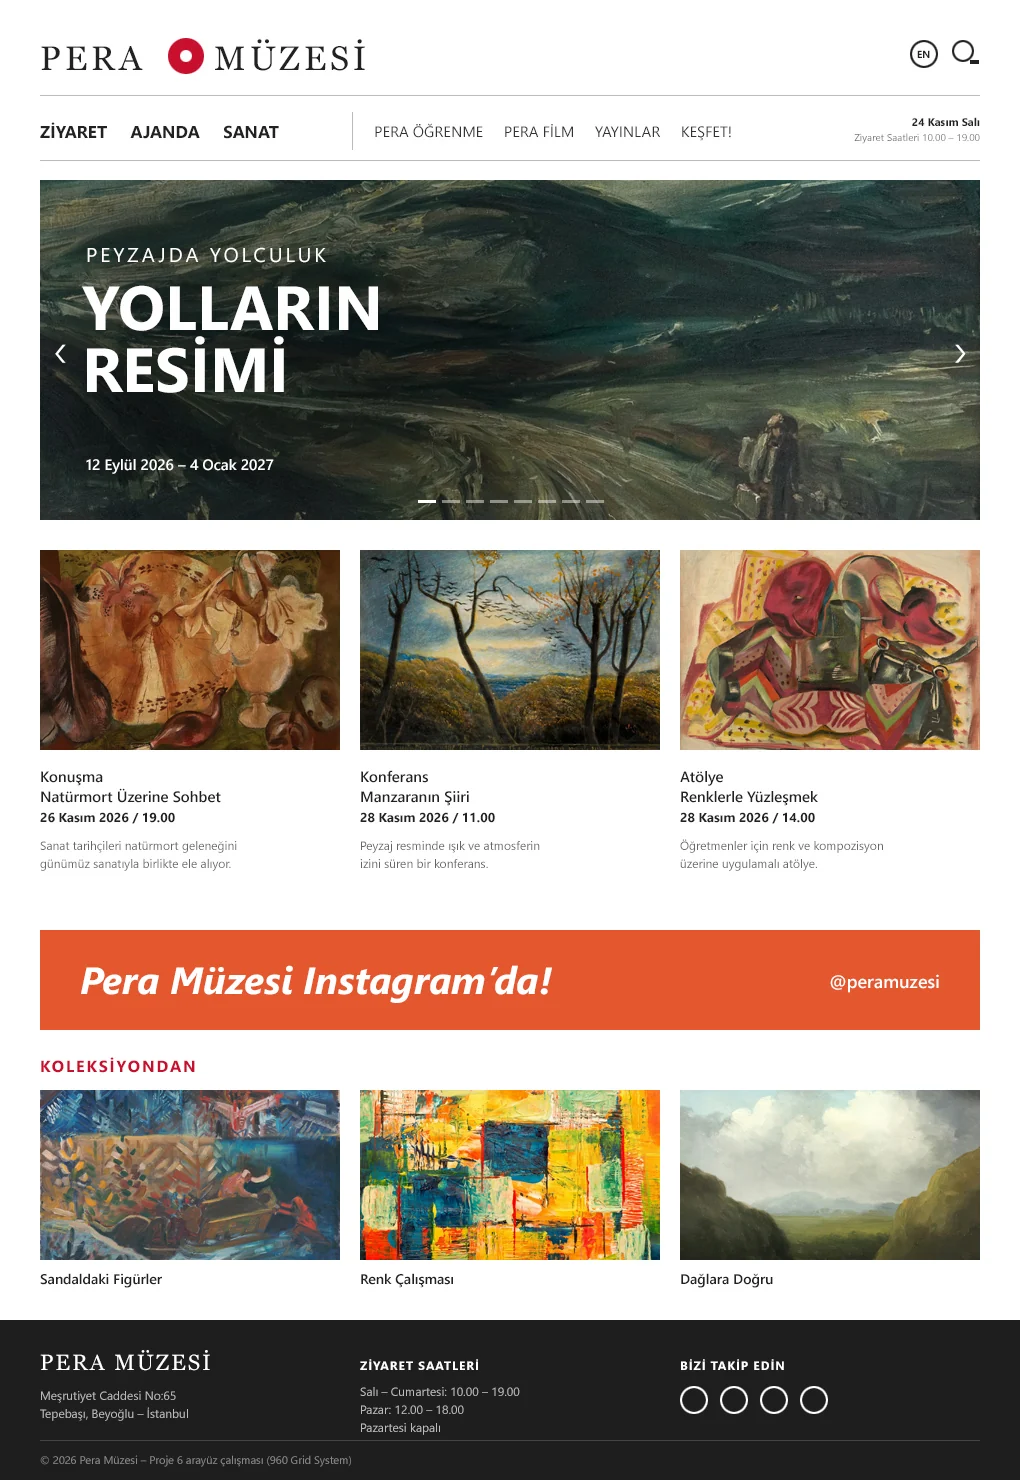 PERA MÜZESİ
EN
ZİYARET AJANDA SANAT
PERA ÖĞRENME PERA FİLM YAYINLAR KEŞFET!
24 Kasım Salı
Ziyaret Saatleri 10.00 – 19.00
PEYZAJDA YOLCULUK
YOLLARIN
RESİMİ
12 Eylül 2026 – 4 Ocak 2027
Konuşma
Natürmort Üzerine Sohbet
26 Kasım 2026 / 19.00
Sanat tarihçileri natürmort geleneğini
günümüz sanatıyla birlikte ele alıyor.
Konferans
Manzaranın Şiiri
28 Kasım 2026 / 11.00
Peyzaj resminde ışık ve atmosferin
izini süren bir konferans.
Atölye
Renklerle Yüzleşmek
28 Kasım 2026 / 14.00
Öğretmenler için renk ve kompozisyon
üzerine uygulamalı atölye.
Pera Müzesi Instagram’da!
@peramuzesi
KOLEKSİYONDAN
Sandaldaki Figürler
Renk Çalışması
Dağlara Doğru
PERA MÜZESİ
Meşrutiyet Caddesi No:65
Tepebaşı, Beyoğlu – İstanbul
ZİYARET SAATLERİ
Salı – Cumartesi: 10.00 – 19.00
Pazar: 12.00 – 18.00
Pazartesi kapalı
BİZİ TAKİP EDİN
© 2026 Pera Müzesi – Proje 6 arayüz çalışması (960 Grid System)